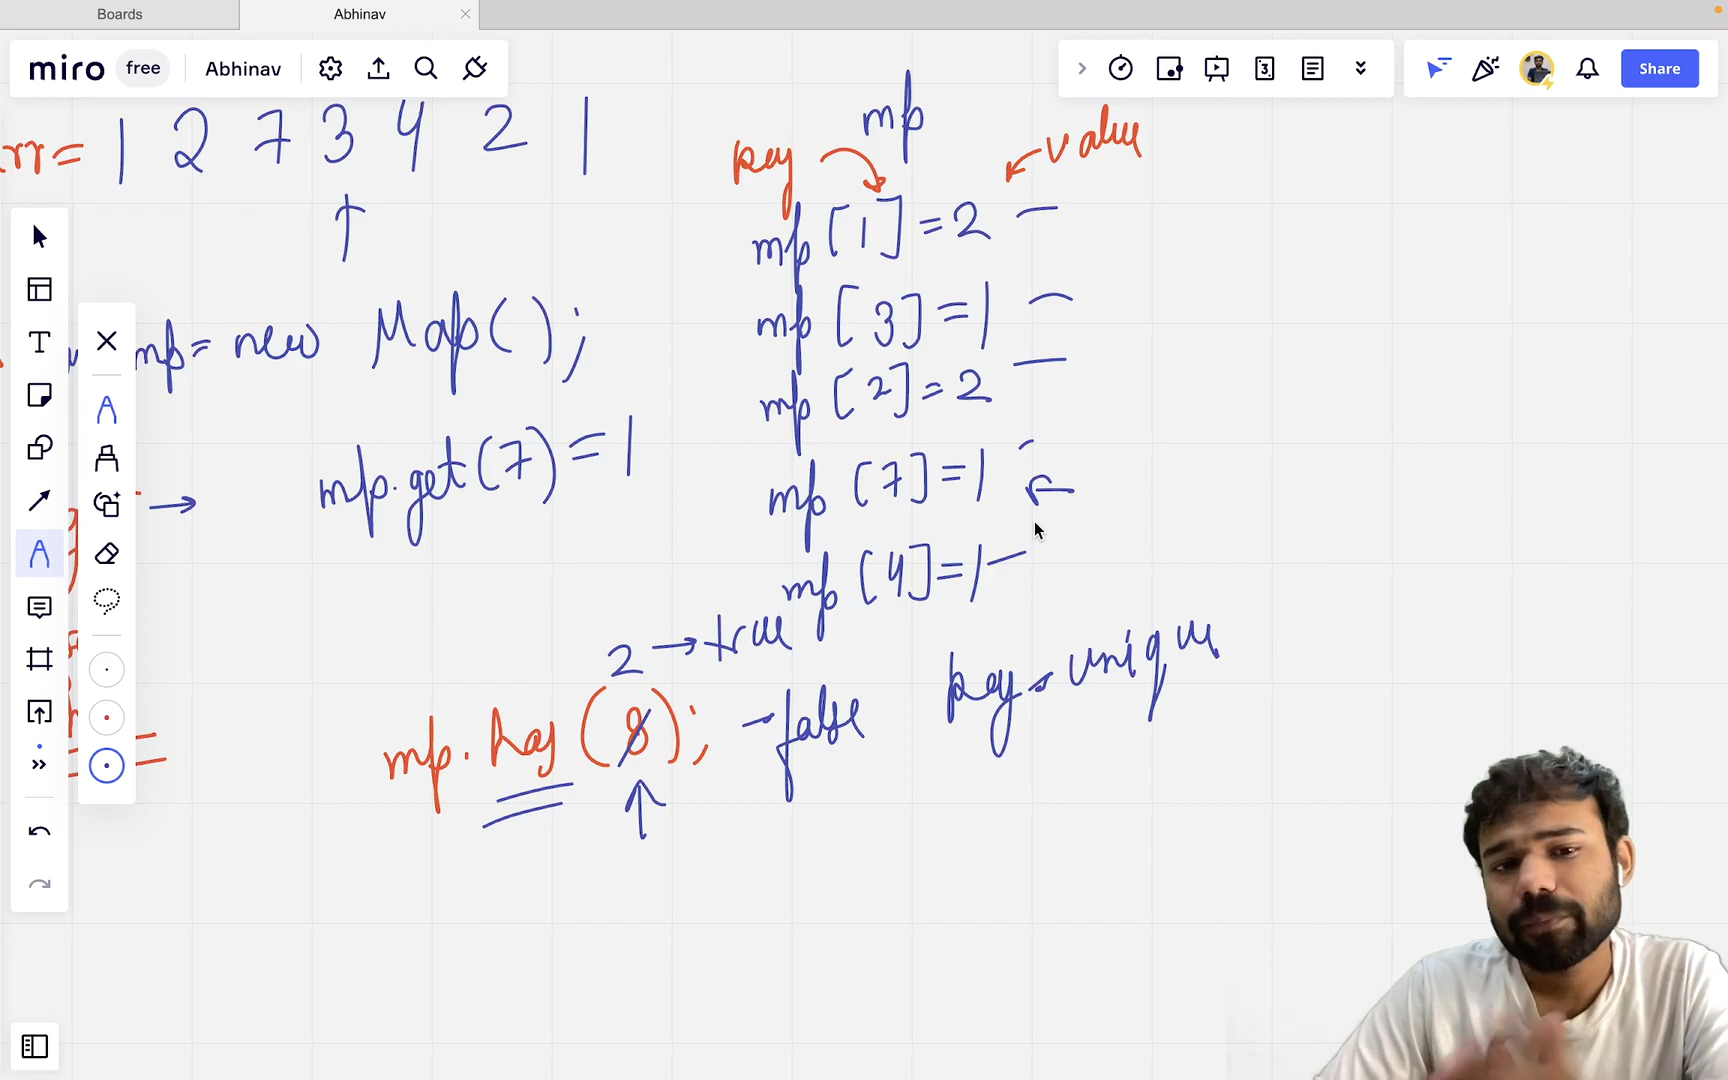 Boards
Abhinav
miro free Abhinav
3
Share
rr= 1 2 7 3 4 2 1
mp
key
value
mp [1] = 2
mp = new Map();
mp [3] = 1
mp [2] = 2
mp.get(7) = 1
mp [7] = 1
mp [4] = 1
2 → true
key → unique
mp. has (8); → false